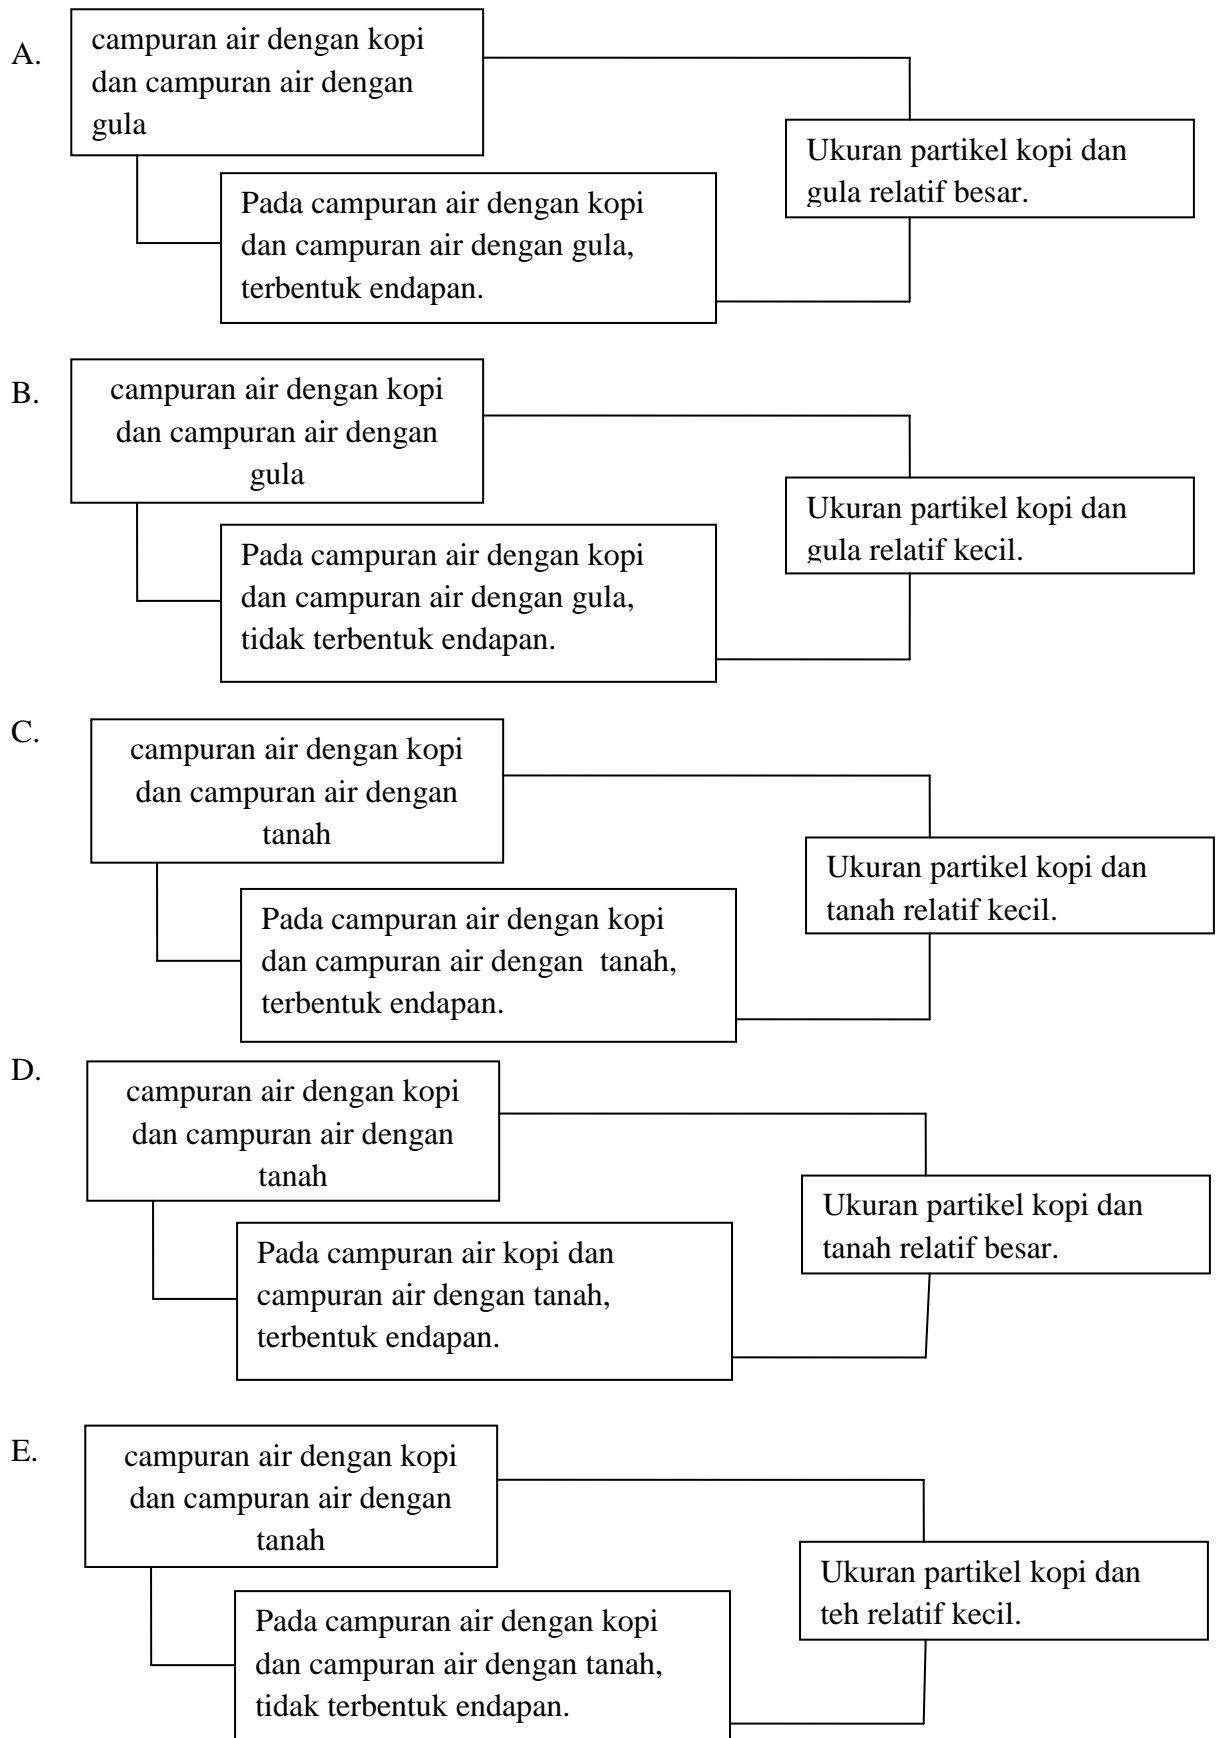 A.
campuran air dengan kopi
dan campuran air dengan
gula
Ukuran partikel kopi dan
gula relatif besar.
Pada campuran air dengan kopi
dan campuran air dengan gula,
terbentuk endapan.
B.
campuran air dengan kopi
dan campuran air dengan
gula
Ukuran partikel kopi dan
gula relatif kecil.
Pada campuran air dengan kopi
dan campuran air dengan gula,
tidak terbentuk endapan.
C.
campuran air dengan kopi
dan campuran air dengan
tanah
Ukuran partikel kopi dan
tanah relatif kecil.
Pada campuran air dengan kopi
dan campuran air dengan  tanah,
terbentuk endapan.
D.
campuran air dengan kopi
dan campuran air dengan
tanah
Ukuran partikel kopi dan
tanah relatif besar.
Pada campuran air kopi dan
campuran air dengan tanah,
terbentuk endapan.
E.
campuran air dengan kopi
dan campuran air dengan
tanah
Ukuran partikel kopi dan
teh relatif kecil.
Pada campuran air dengan kopi
dan campuran air dengan tanah,
tidak terbentuk endapan.